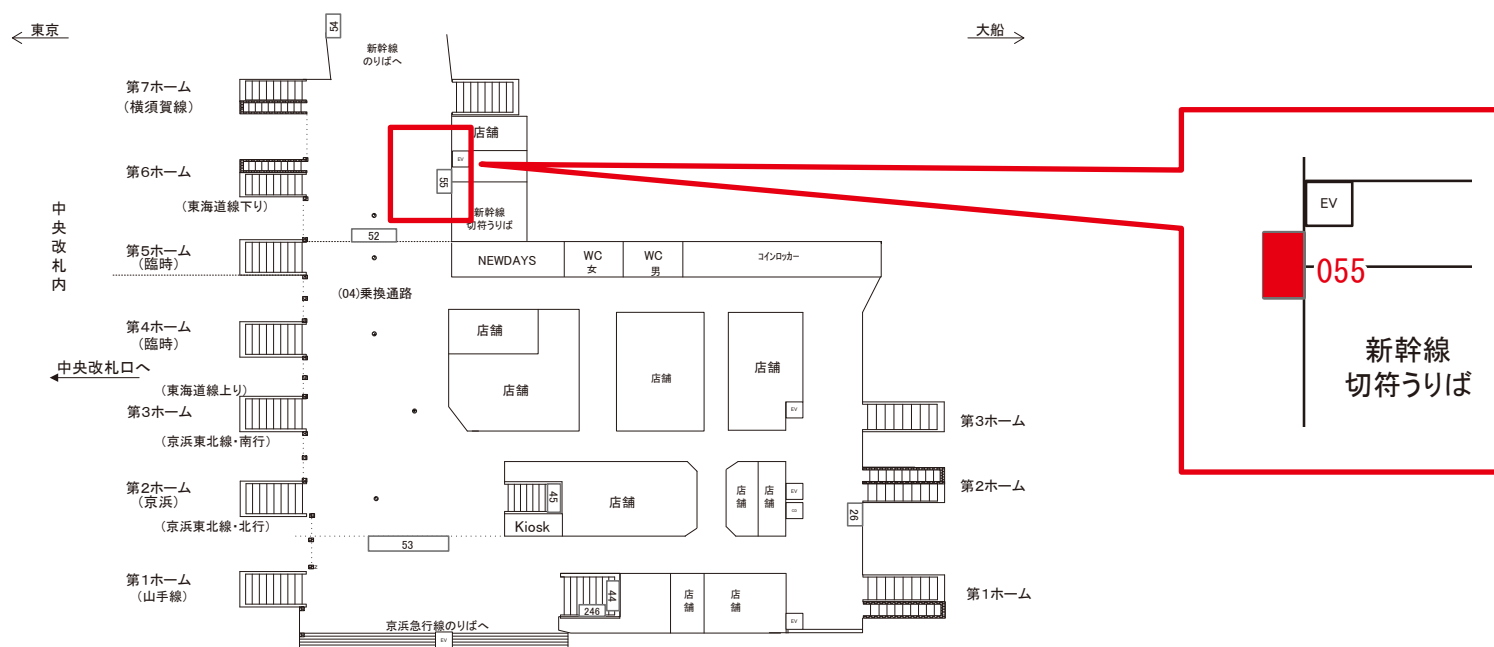 東京
54
新幹線
のりばへ
大船
第7ホーム
(横須賀線)
店舗
EV
55
第6ホーム
(東海道線下り)
新幹線
切符うりば
52
中央改札内
第5ホーム
(臨時)
NEWDAYS
WC
女
WC
男
コインロッカー
(04)乗換通路
第4ホーム
(臨時)
店舗
店舗
店舗
店舗
中央改札口へ
(東海道線上り)
第3ホーム
EV
第3ホーム
(京浜東北線・南行)
第2ホーム
(京浜)
(京浜東北線・北行)
45
店舗
Kiosk
店舗
店舗
EV
26
第2ホーム
53
第1ホーム
(山手線)
44
246
店舗
店舗
EV
第1ホーム
京浜急行線のりばへ
EV
EV
055
新幹線
切符うりば